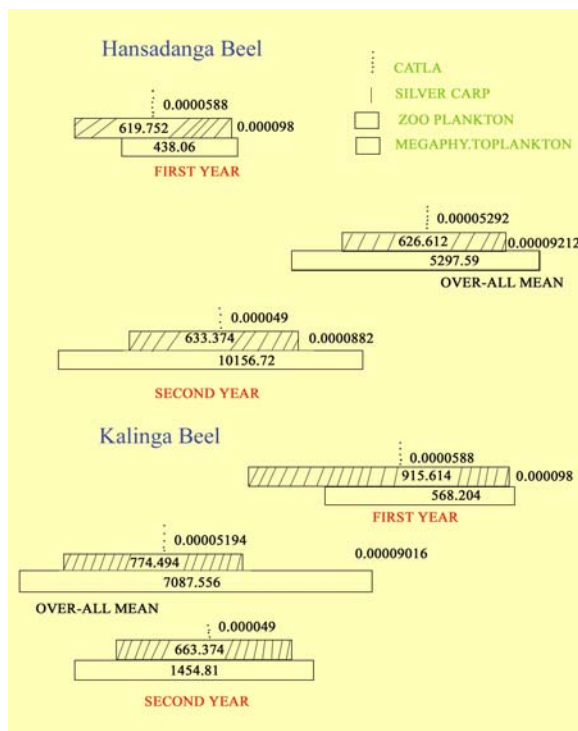 Hansadanga Beel
CATLA
SILVER CARP
ZOO PLANKTON
MEGAPHY.TOPLANKTON
0.0000588
619.752
0.000098
438.06
FIRST YEAR
0.00005292
626.612
0.00009212
5297.59
OVER-ALL MEAN
0.000049
633.374
0.0000882
10156.72
SECOND YEAR
Kalinga Beel
0.0000588
915.614
0.000098
568.204
FIRST YEAR
0.00005194
774.494
0.00009016
7087.556
OVER-ALL MEAN
0.000049
663.374
1454.81
SECOND YEAR